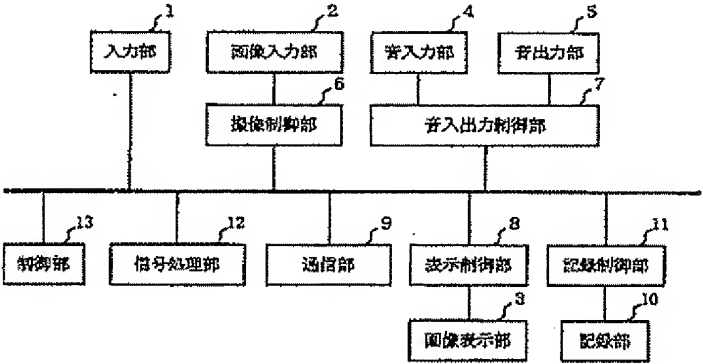 1
2
4
5
入力部
画像入力部
音入力部
音出力部
6
7
撮像制御部
音入出力制御部
13
12
9
8
11
制御部
信号処理部
通信部
表示制御部
記録制御部
3
10
画像表示部
記録部